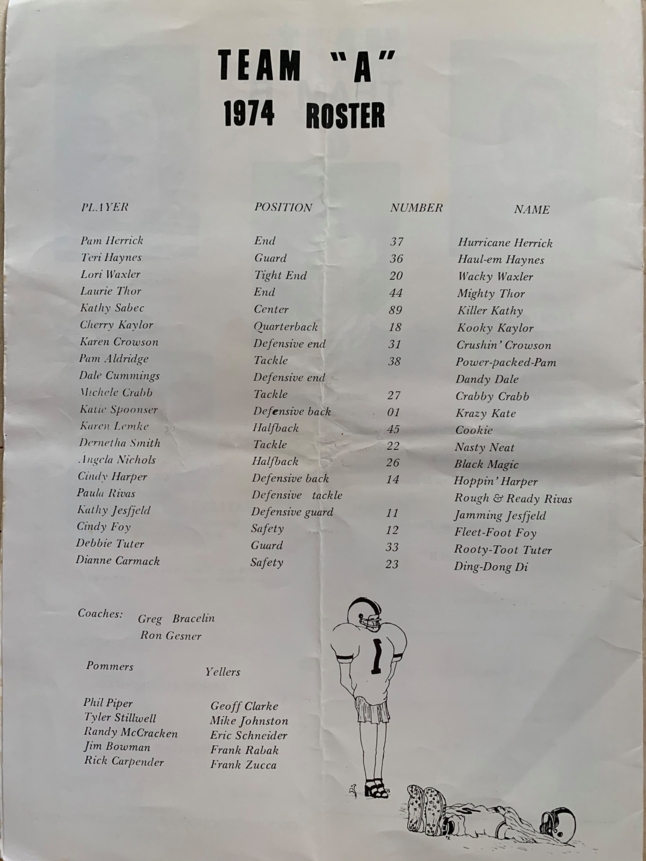 TEAM "A"
1974 ROSTER
PLAYER POSITION NUMBER NAME
Pam Herrick End 37 Hurricane Herrick
Teri Haynes Guard 36 Haul-em Haynes
Lori Waxler Tight End 20 Wacky Waxler
Laurie Thor End 44 Mighty Thor
Kathy Sabec Center 89 Killer Kathy
Cherry Kaylor Quarterback 18 Kooky Kaylor
Karen Crowson Defensive end 31 Crushin' Crowson
Pam Aldridge Tackle 38 Power-packed-Pam
Dale Cummings Defensive end Dandy Dale
Michele Crabb Tackle 27 Crabby Crabb
Katie Spoonser Defensive back 01 Krazy Kate
Karen Lemke Halfback 45 Cookie
Dernetha Smith Tackle 22 Nasty Neat
Angela Nichols Halfback 26 Black Magic
Cindy Harper Defensive back 14 Hoppin' Harper
Paula Rivas Defensive tackle Rough & Ready Rivas
Kathy Jesfjeld Defensive guard 11 Jamming Jesfjeld
Cindy Foy Safety 12 Fleet-Foot Foy
Debbie Tuter Guard 33 Rooty-Toot Tuter
Dianne Carmack Safety 23 Ding-Dong Di
Coaches: Greg Bracelin
Ron Gesner
Pommers Yellers
Phil Piper Geoff Clarke
Tyler Stillwell Mike Johnston
Randy McCracken Eric Schneider
Jim Bowman Frank Rabak
Rick Carpender Frank Zucca
1